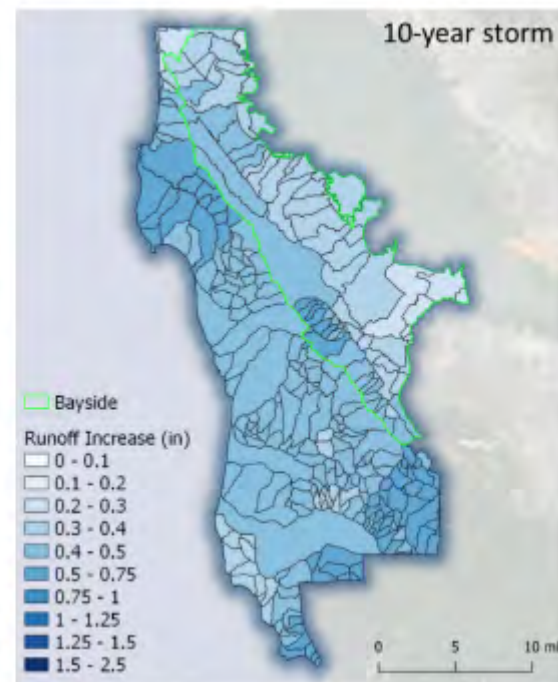 10-year storm
Bayside
Runoff Increase (in)
0 - 0.1
0.1 - 0.2
0.2 - 0.3
0.3 - 0.4
0.4 - 0.5
0.5 - 0.75
0.75 - 1
1 - 1.25
1.25 - 1.5
1.5 - 2.5
0 5 10 mi